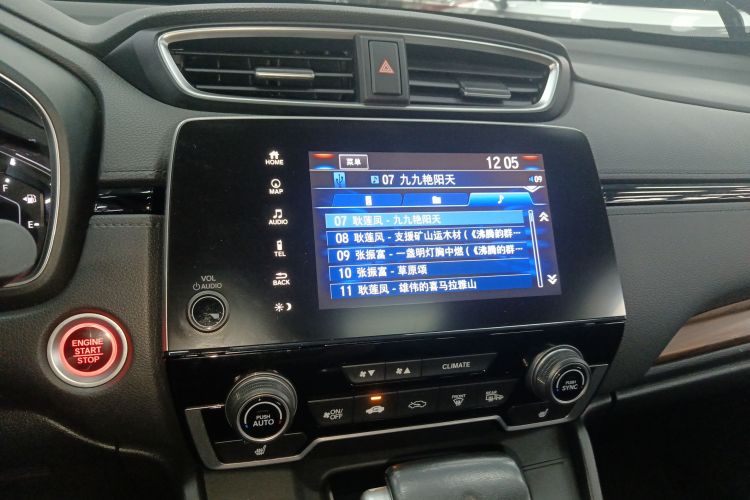 HOME
MAP
AUDIO
TEL
BACK
VOL
AUDIO
菜单
12 05
07 九九艳阳天
09
07 耿莲凤 - 九九艳阳天
08 耿莲凤 - 支援矿山运木材 (《沸腾的群…
09 张振富 - 一盏明灯胸中燃 (《沸腾的群…
10 张振富 - 草原颂
11 耿莲凤 - 雄伟的喜马拉雅山
F
E
ENGINE
START
STOP
CLIMATE
PUSH
AUTO
ON/
OFF
FRONT
REAR
PUSH
SYNC